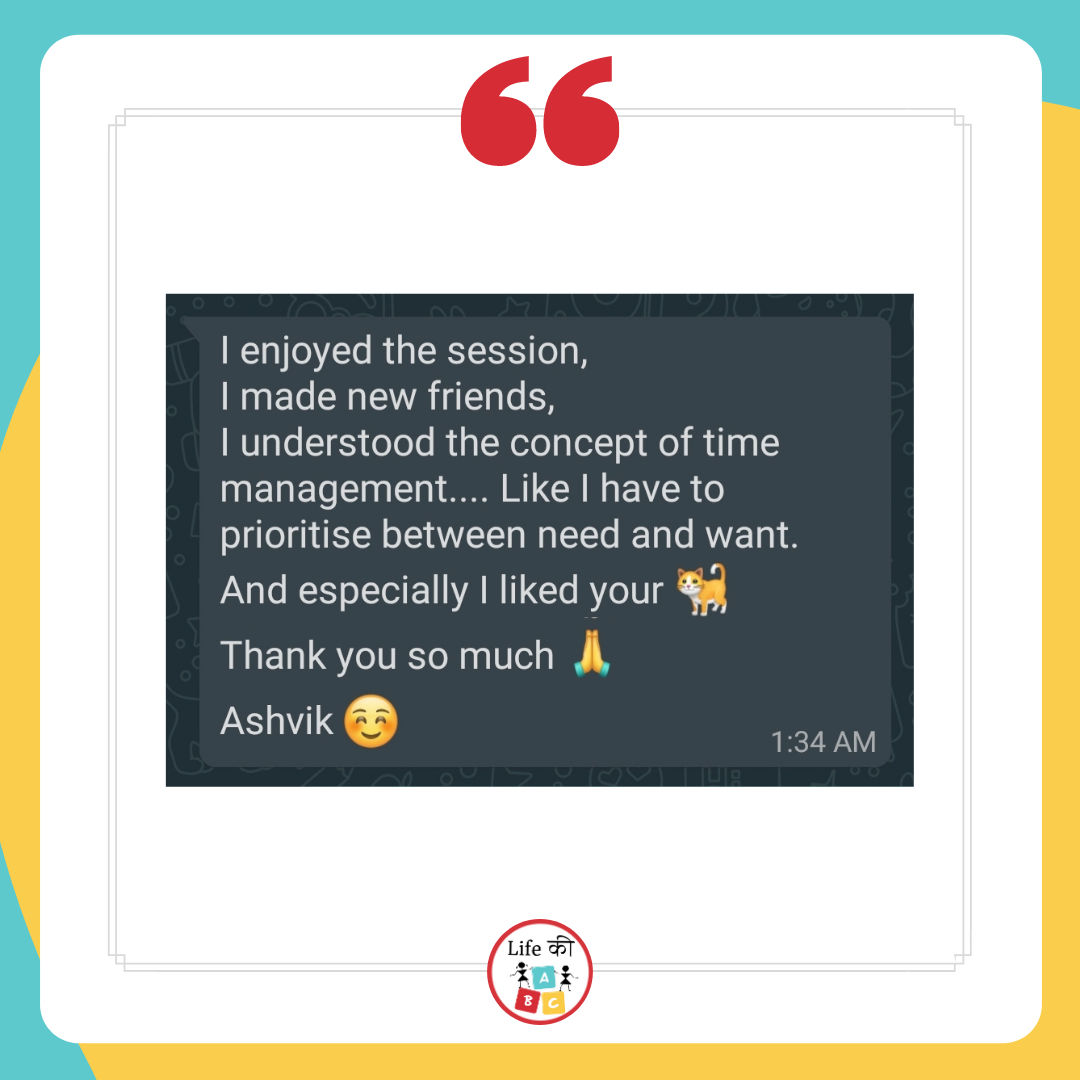 I enjoyed the session,
I made new friends,
I understood the concept of time
management.... Like I have to
prioritise between need and want.
And especially I liked your 🐈
Thank you so much 🙏
Ashvik ☺️
1:34 AM
Life की
A
B C